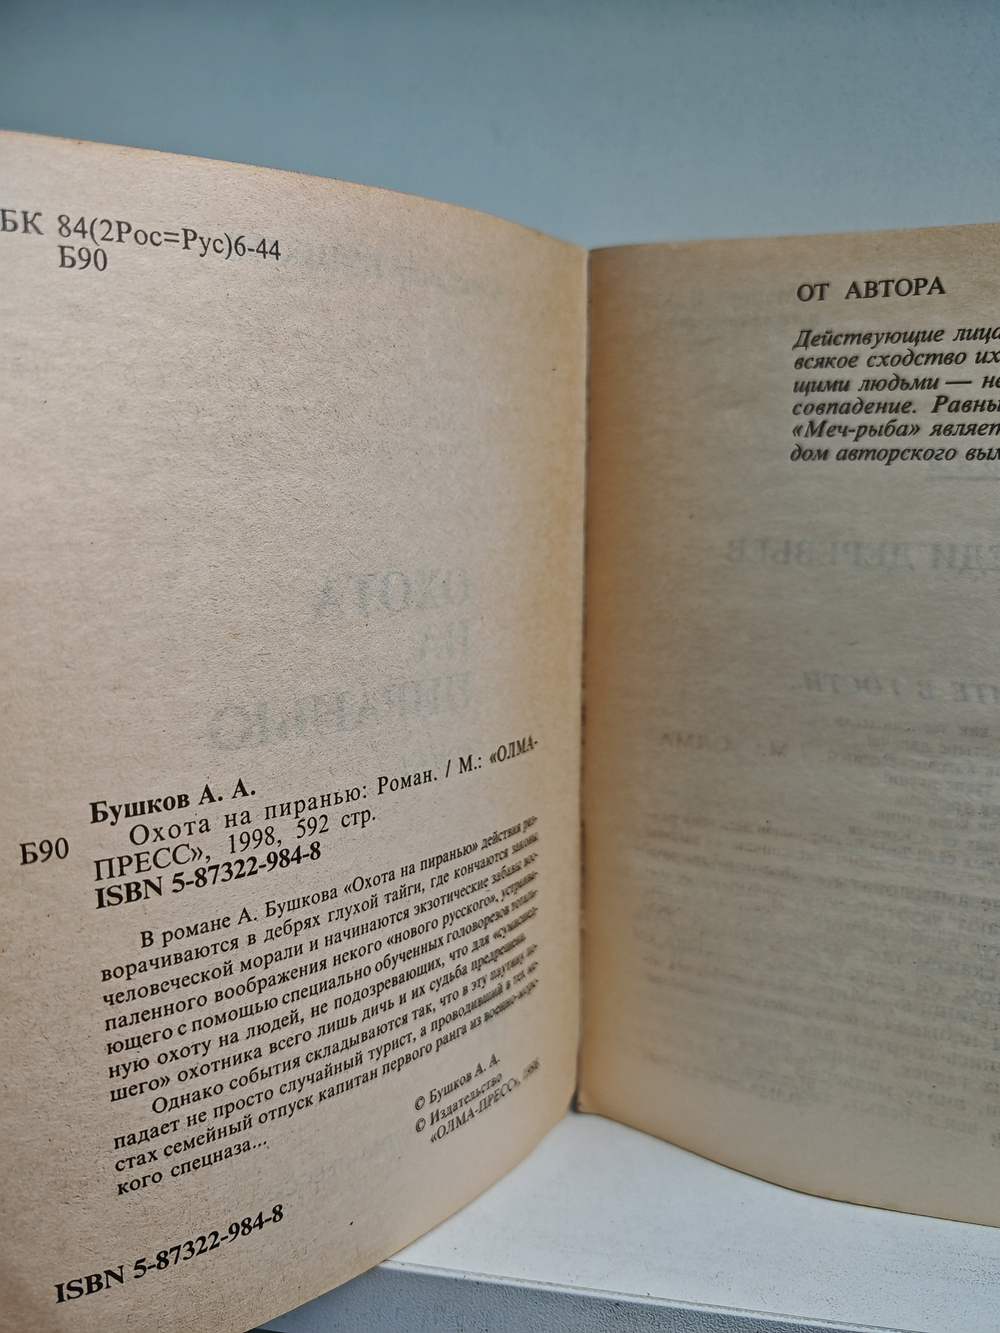 БК 84(2Рос=Рус)6-44
Б90
Бушков А. А.
Б90 Охота на пиранью: Роман. / М.: «ОЛМА-
ПРЕСС», 1998, 592 стр.
ISBN 5-87322-984-8
В романе А. Бушкова «Охота на пиранью» действия раз-
ворачиваются в дебрях глухой тайги, где кончаются законы
человеческой морали и начинаются экзотические забавы вос-
паленного воображения некого «нового русского», устраива-
ющего с помощью специально обученных головорезов тоталь-
ную охоту на людей, не подозревающих, что для «сумасшед-
шего» охотника всего лишь дичь и их судьба предрешена.
Однако события складываются так, что в эту паутину по-
падает не просто случайный турист, а проводивший в тех ме-
стах семейный отпуск капитан первого ранга из военно-морс-
кого спецназа...
© Бушков А. А.
© Издательство
«ОЛМА-ПРЕСС», 1996
ISBN 5-87322-984-8
ОТ АВТОРА
Действующие лица
всякое сходство их
щими людьми — не
совпадение. Равны
«Меч-рыба» являет
дом авторского вым
ОХОТА
НА
ПИРАНЬЮ